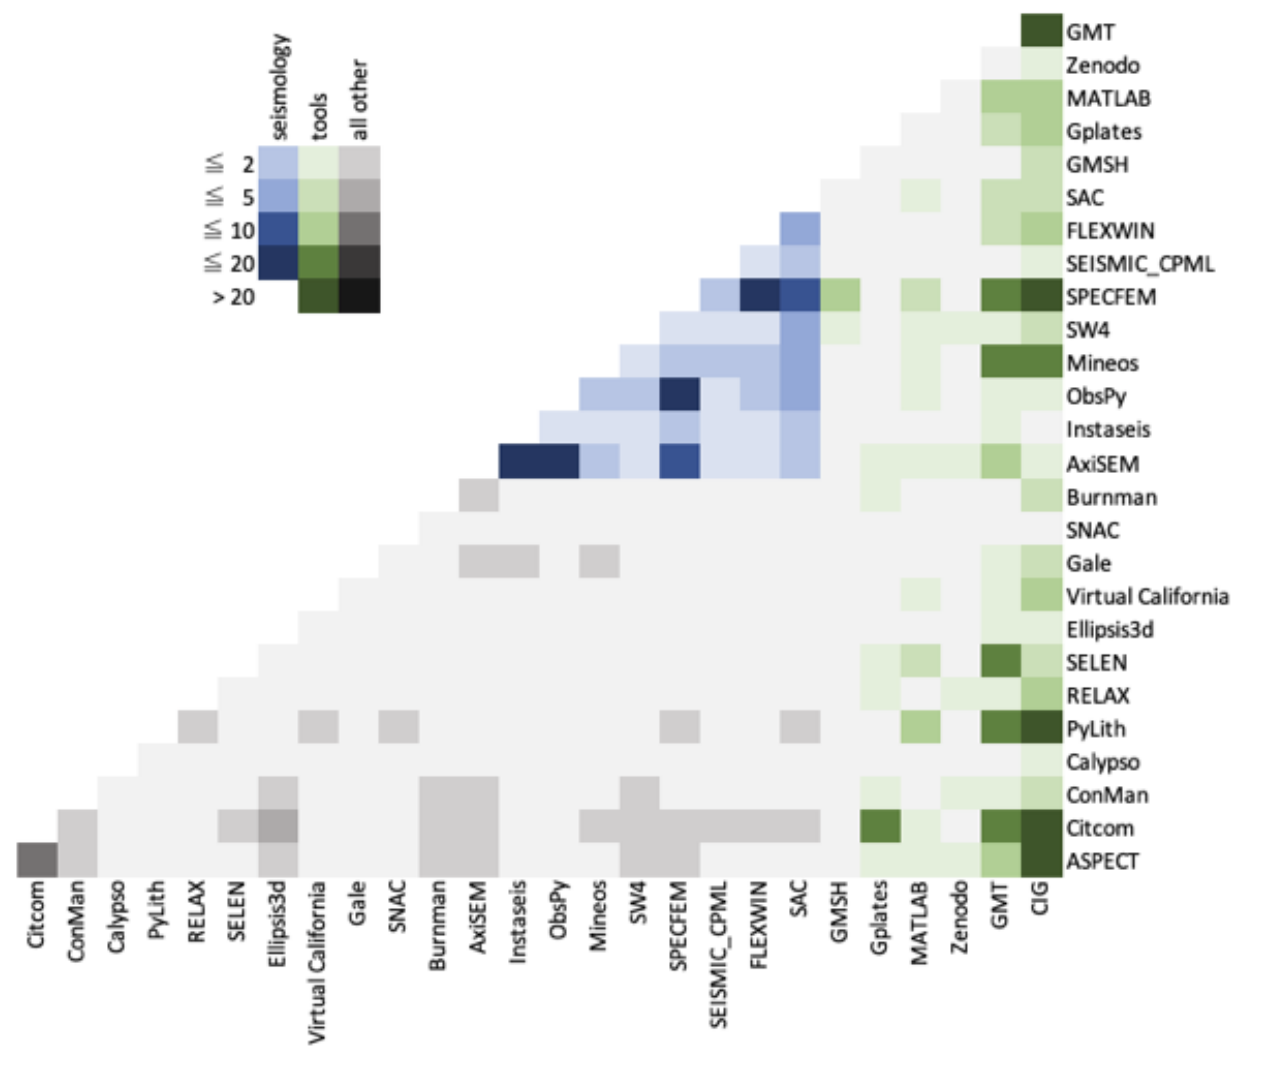 seismology
tools
all other
≤ 2
≤ 5
≤ 10
≤ 20
> 20
GMT
Zenodo
MATLAB
Gplates
GMSH
SAC
FLEXWIN
SEISMIC_CPML
SPECFEM
SW4
Mineos
ObsPy
Instaseis
AxiSEM
Burnman
SNAC
Gale
Virtual California
Ellipsis3d
SELEN
RELAX
PyLith
Calypso
ConMan
Citcom
ASPECT
Citcom
ConMan
Calypso
PyLith
RELAX
SELEN
Ellipsis3d
Virtual California
Gale
SNAC
Burnman
AxiSEM
Instaseis
ObsPy
Mineos
SW4
SPECFEM
SEISMIC_CPML
FLEXWIN
SAC
GMSH
Gplates
MATLAB
Zenodo
GMT
CIG